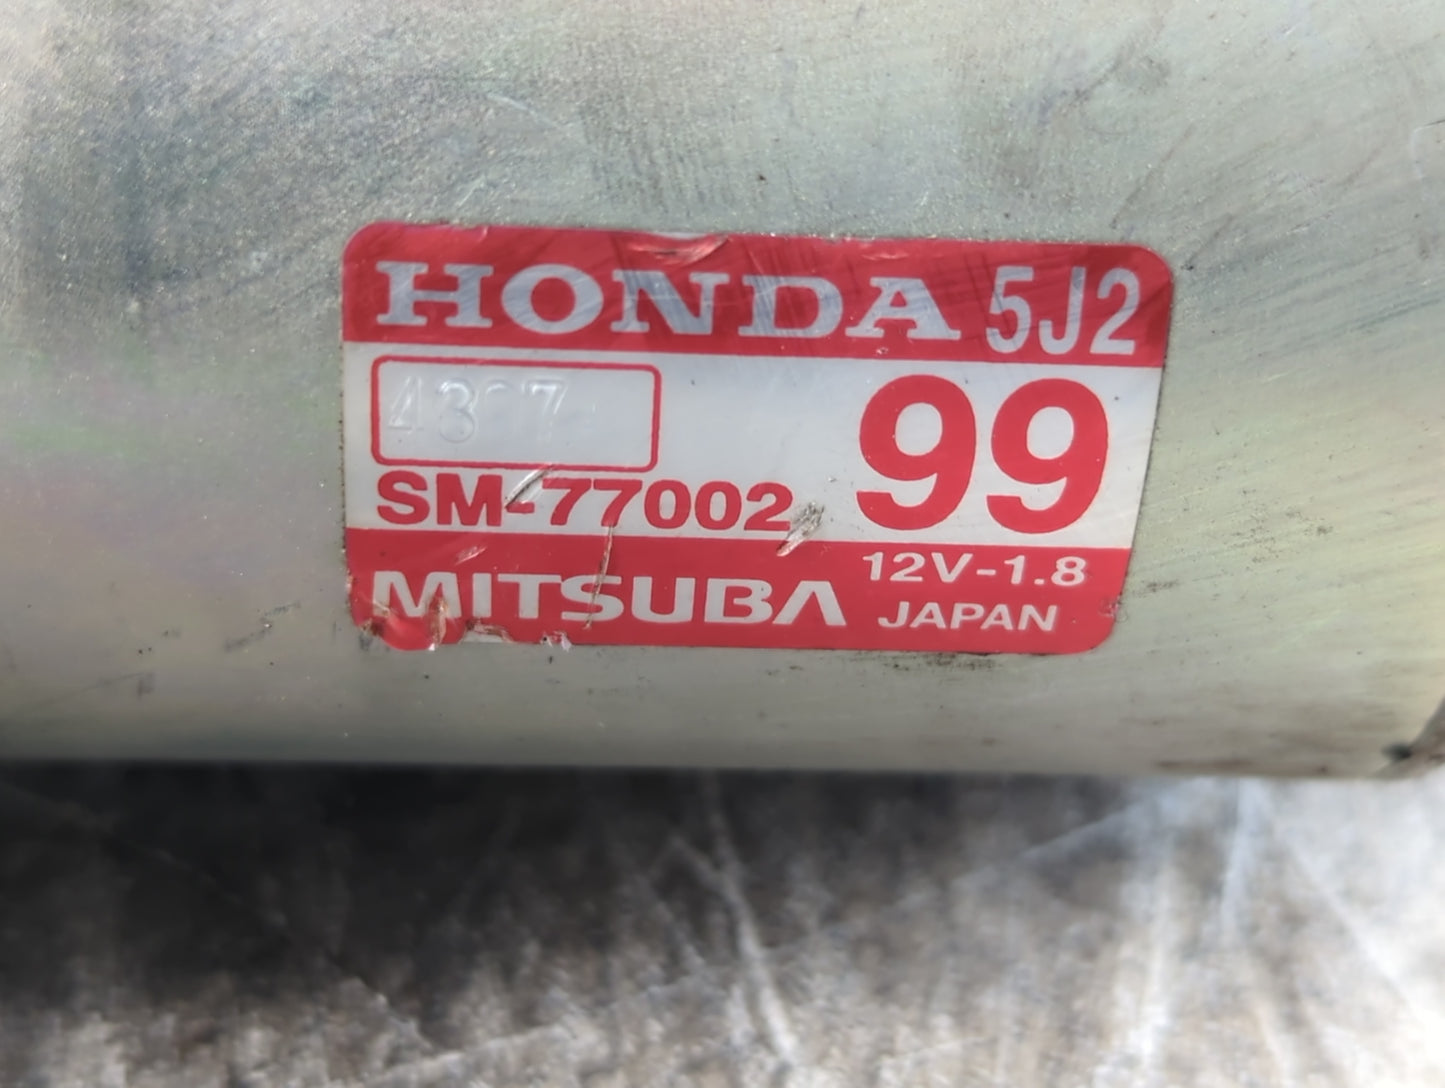 HONDA 5J2
99
SM-77002
MITSUBA
12V-1.8
JAPAN